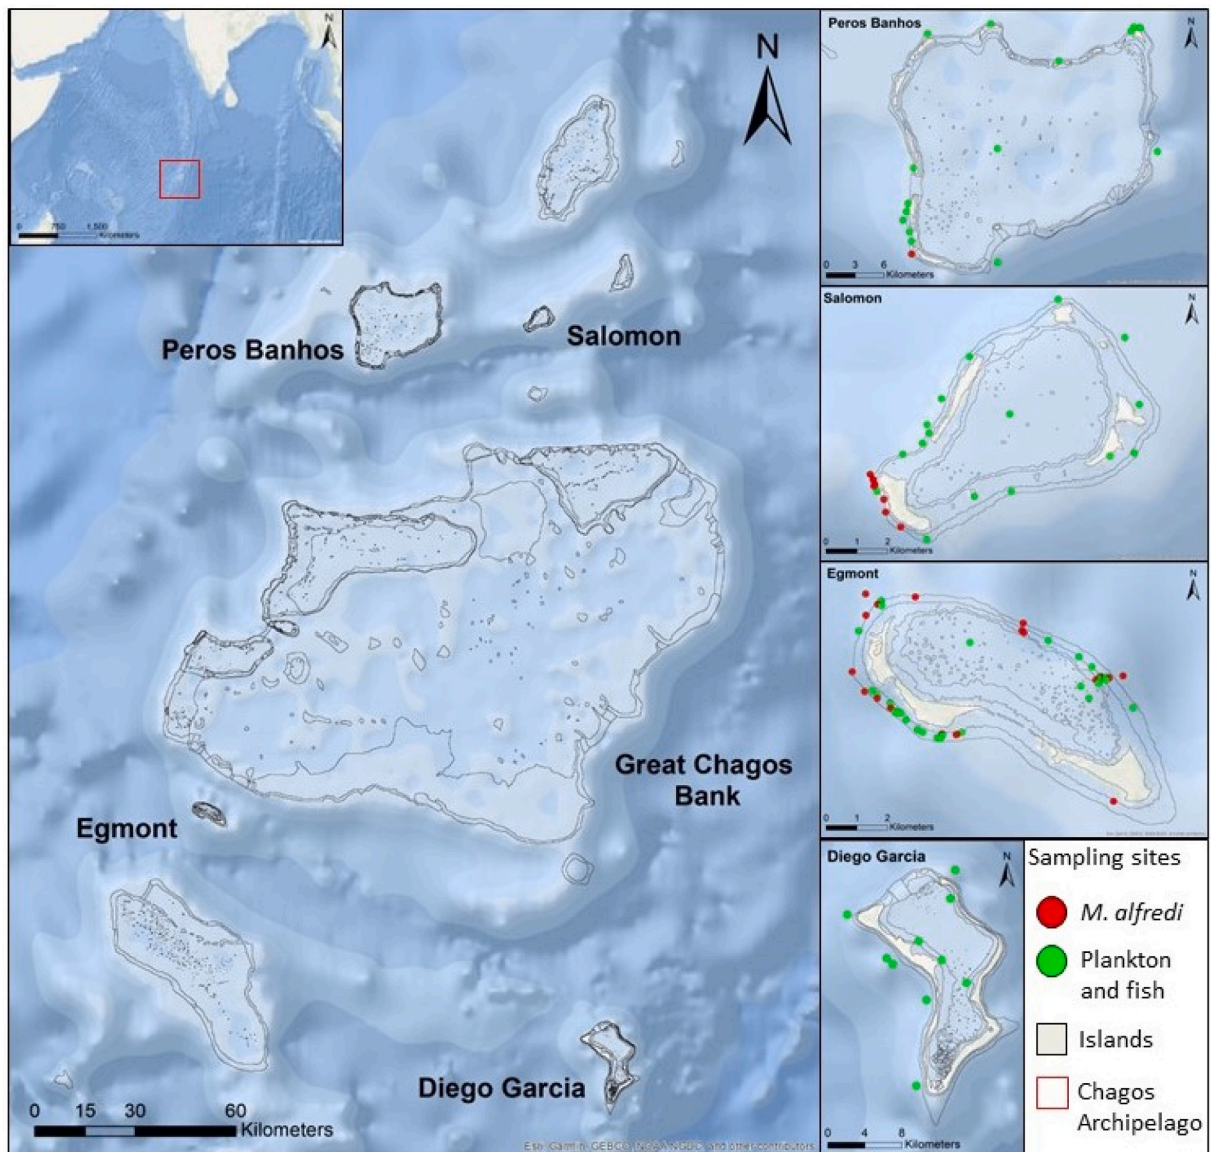 N
0 750 1,500
Kilometers
N
Peros Banhos
Salomon
Great Chagos
Bank
Egmont
Diego Garcia
0 15 30 60
Kilometers
Esri, Garmin, GEBCO, NOAA NGDC, and other contributors
Peros Banhos
N
0 3 6
Kilometers
Salomon
N
0 1 2
Kilometers
Egmont
N
0 1 2
Kilometers
Diego Garcia
N
0 4 8
Kilometers
Sampling sites
M. alfredi
Plankton
and fish
Islands
Chagos
Archipelago